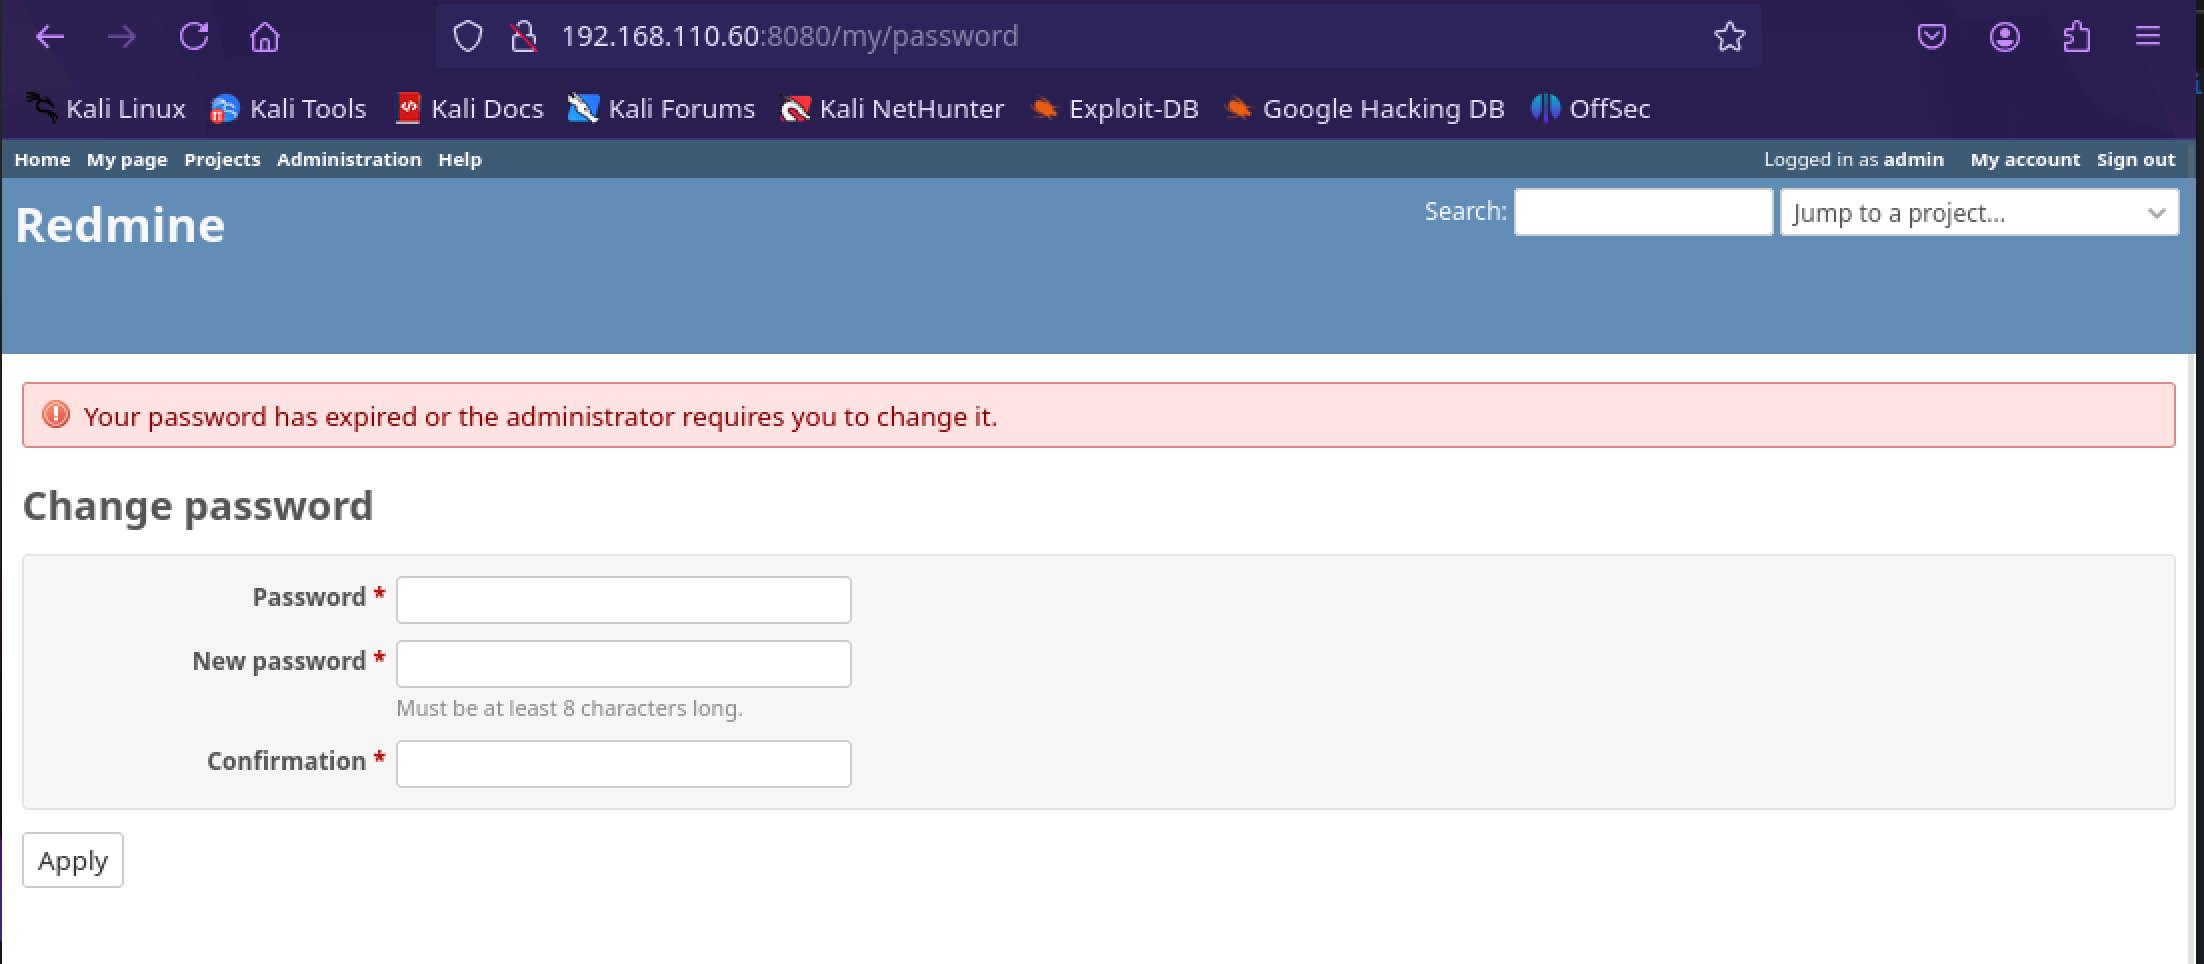 192.168.110.60:8080/my/password
Kali Linux Kali Tools Kali Docs Kali Forums Kali NetHunter Exploit-DB Google Hacking DB OffSec
Home My page Projects Administration Help Logged in as admin My account Sign out
Redmine Search: Jump to a project...
Your password has expired or the administrator requires you to change it.
Change password
Password *
New password *
Must be at least 8 characters long.
Confirmation *
Apply